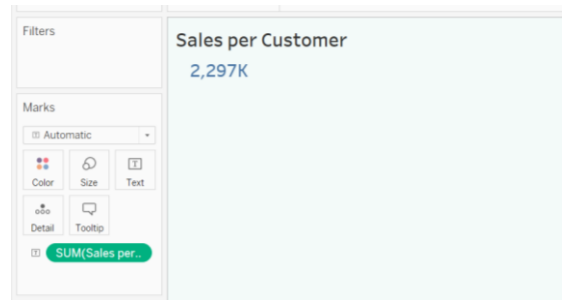 Filters
Sales per Customer
2,297K
Marks
Automatic
Color
Size
Text
Detail
Tooltip
SUM(Sales per..